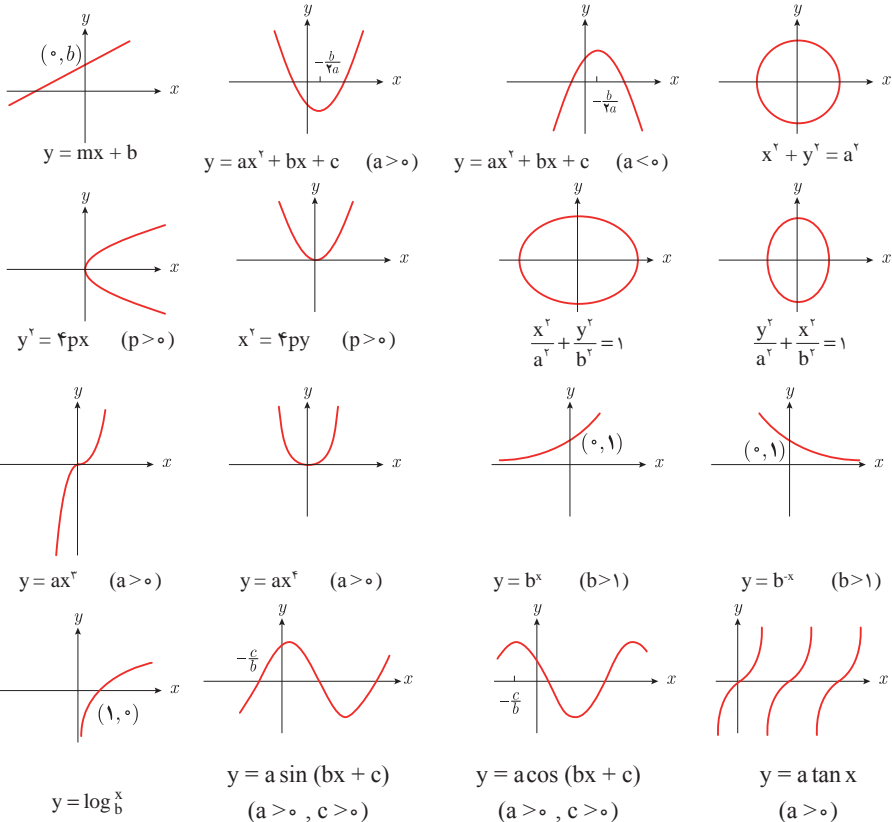 y y y y
(۰, b) −b/۲a −b/۲a
x x x x
y = mx + b
y = ax۲ + bx + c (a > ۰)
y = ax۲ + bx + c (a < ۰)
x۲ + y۲ = a۲
y y y y
x x x x
y۲ = ۴px (p > ۰)
x۲ = ۴py (p > ۰)
x۲/a۲ + y۲/b۲ = ۱
y۲/a۲ + x۲/b۲ = ۱
y y y y
(۰, ۱) (۰, ۱)
x x x x
y = ax۳ (a > ۰)
y = ax۴ (a > ۰)
y = bˣ (b > ۱)
y = b⁻ˣ (b > ۱)
y y y y
−c/b −c/b
x x x x
(۱, ۰)
y = log x b
y = a sin (bx + c)
(a > ۰ , c > ۰)
y = a cos (bx + c)
(a > ۰ , c > ۰)
y = a tan x
(a > ۰)